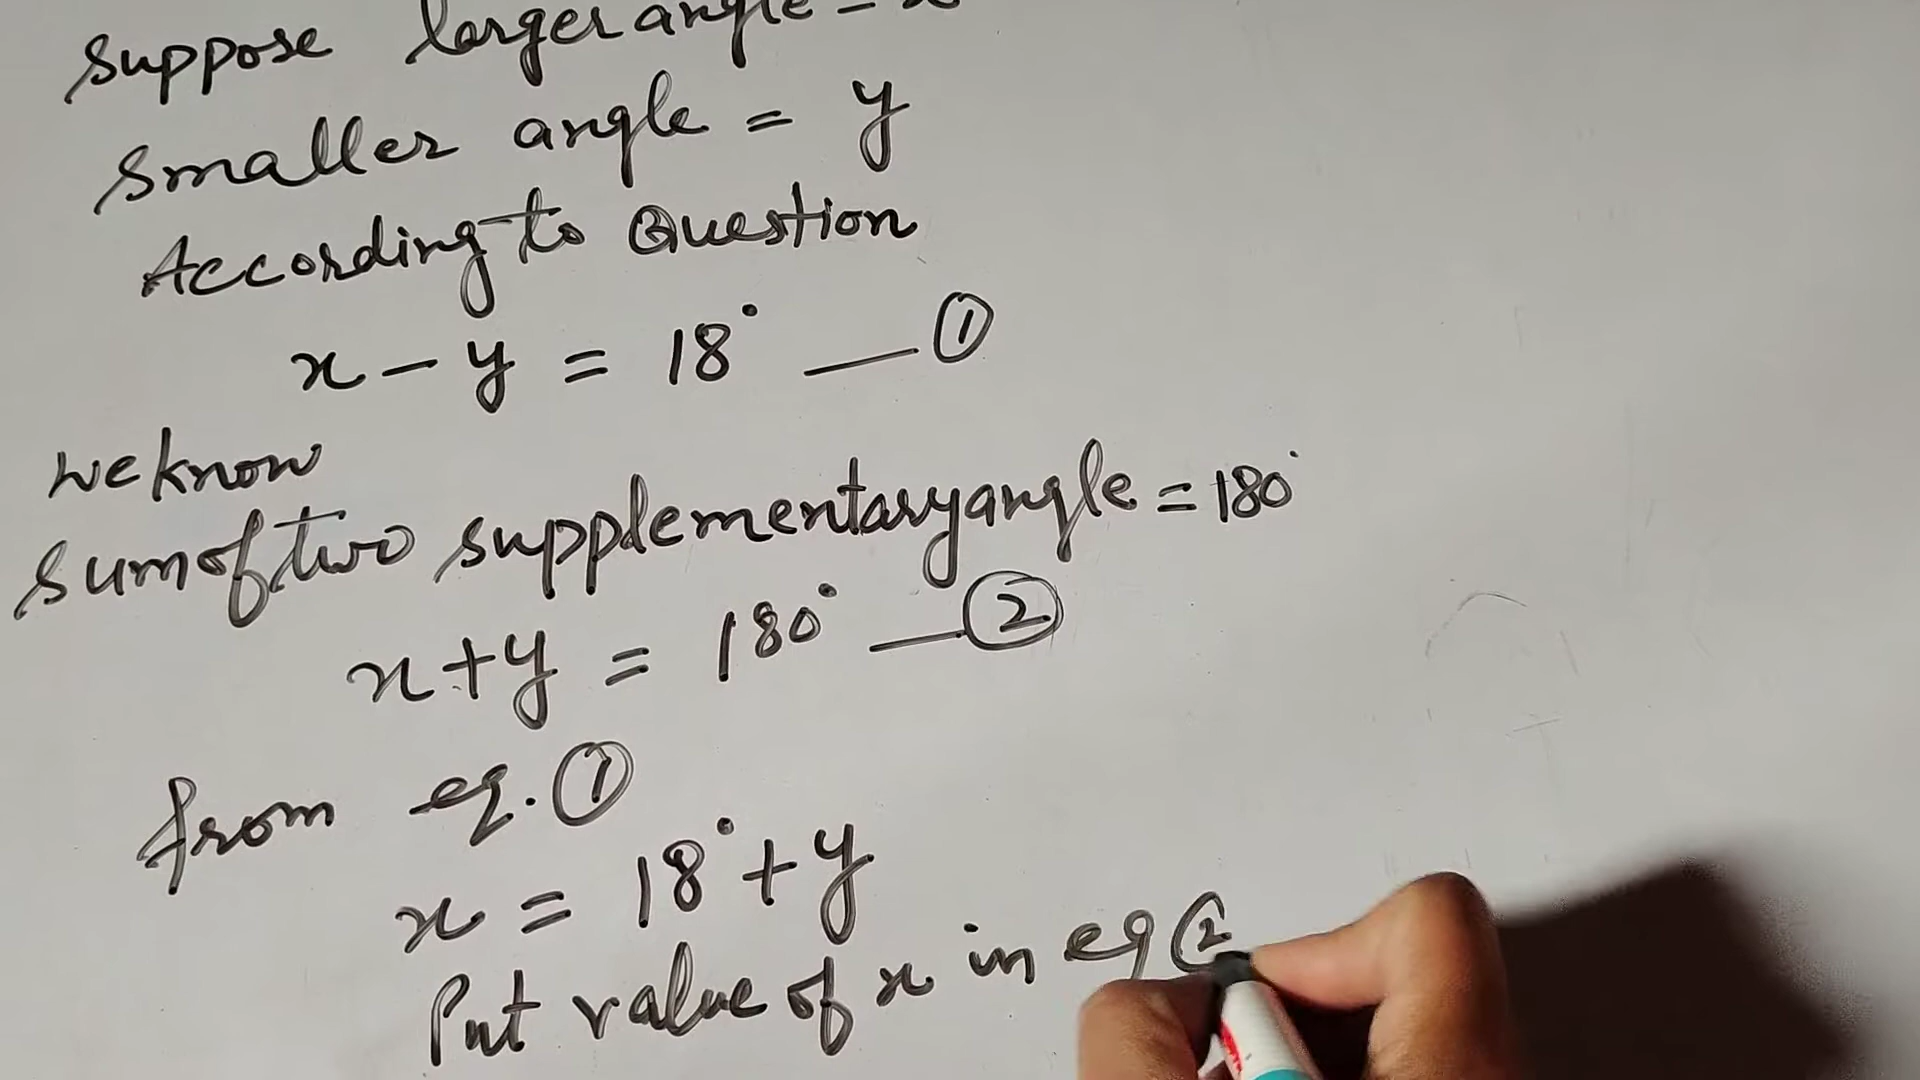 suppose larger angle = x
smaller angle = y
According to Question
x - y = 18° — ①
we know
sum of two supplementary angle = 180°
x + y = 180° — ②
from eq. ①
x = 18° + y
Put value of x in eq ②